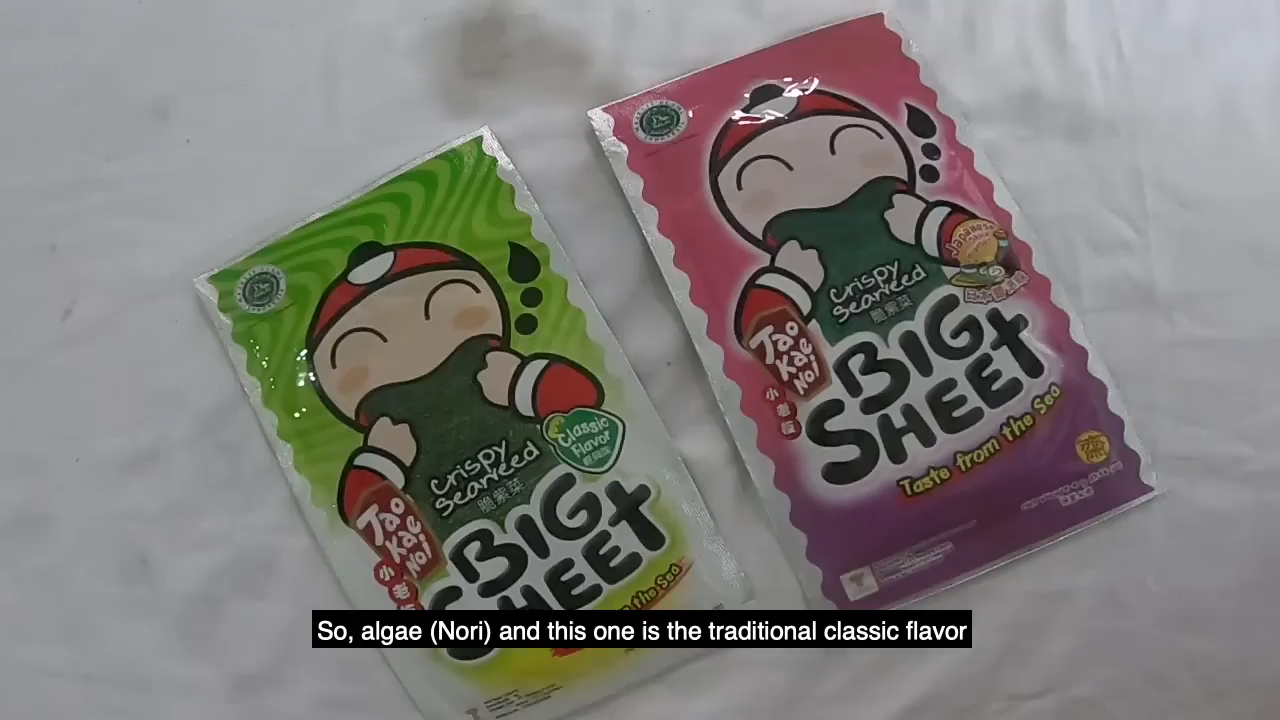 crispy
seaweed
脆紫菜
Classic
Flavor
Tao
Kae
Noi
小老
BIG
SHEET
the Sea
crispy
seaweed
脆紫菜
Japanese
Tao
Kae
Noi
小老板
BIG
SHEET
Taste from the Sea
So, algae (Nori) and this one is the traditional classic flavor